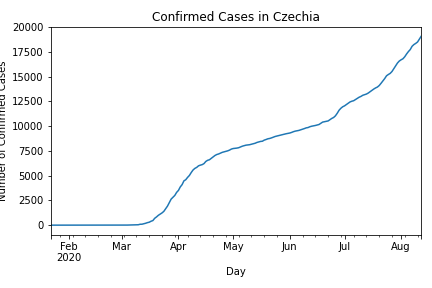 Confirmed Cases in Czechia
Number of Confirmed Cases
20000
17500
15000
12500
10000
7500
5000
2500
0
Feb
2020
Mar
Apr
May
Jun
Jul
Aug
Day